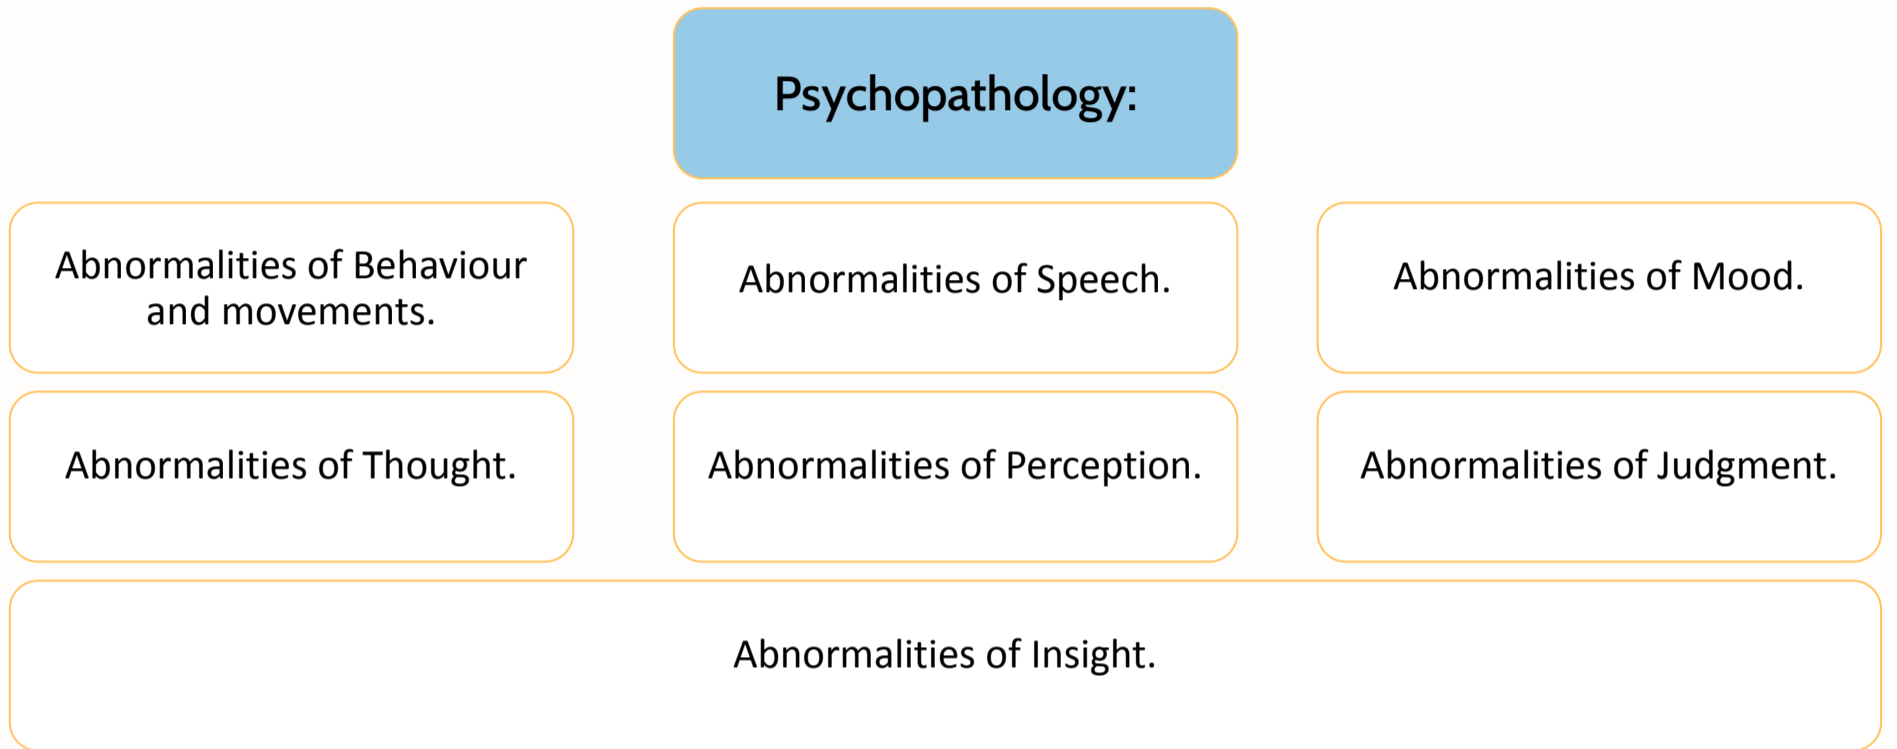 Psychopathology:
Abnormalities of Behaviour
and movements.
Abnormalities of Speech.
Abnormalities of Mood.
Abnormalities of Thought.
Abnormalities of Perception.
Abnormalities of Judgment.
Abnormalities of Insight.